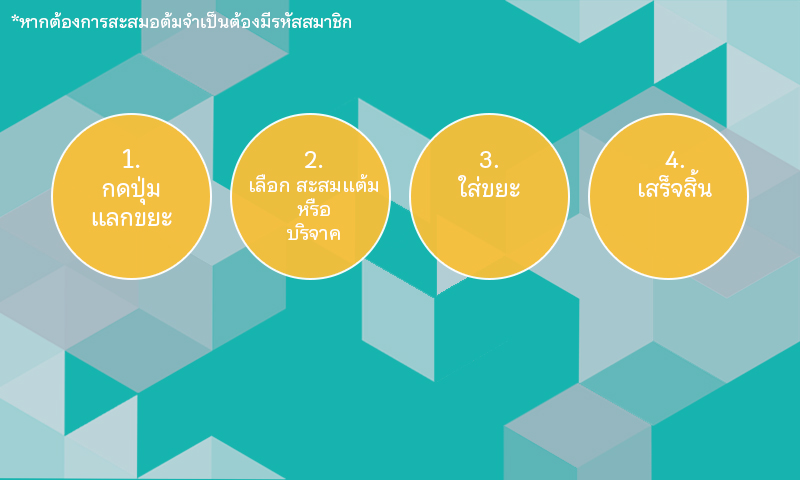 *หากต้องการสะสมอต้มจำเป็นต้องมีรหัสสมาชิก
1.
กดปุ่ม
แลกขยะ
2.
เลือก สะสมแต้ม
หรือ
บริจาค
3.
ใส่ขยะ
4.
เสร็จสิ้น